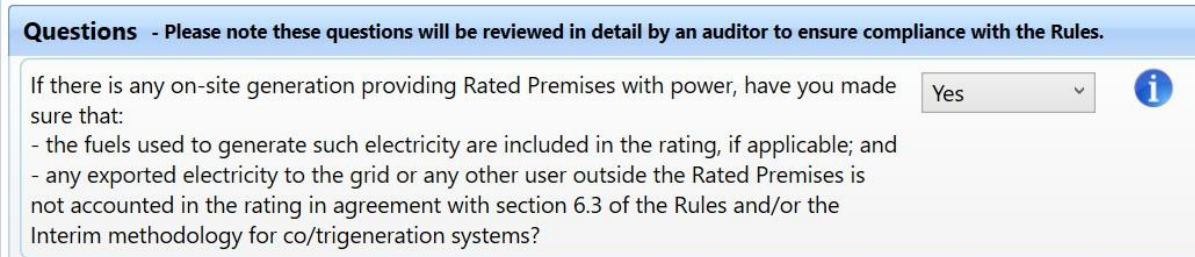 Questions - Please note these questions will be reviewed in detail by an auditor to ensure compliance with the Rules.
If there is any on-site generation providing Rated Premises with power, have you made
sure that:
- the fuels used to generate such electricity are included in the rating, if applicable; and
- any exported electricity to the grid or any other user outside the Rated Premises is
not accounted in the rating in agreement with section 6.3 of the Rules and/or the
Interim methodology for co/trigeneration systems?
Yes
i